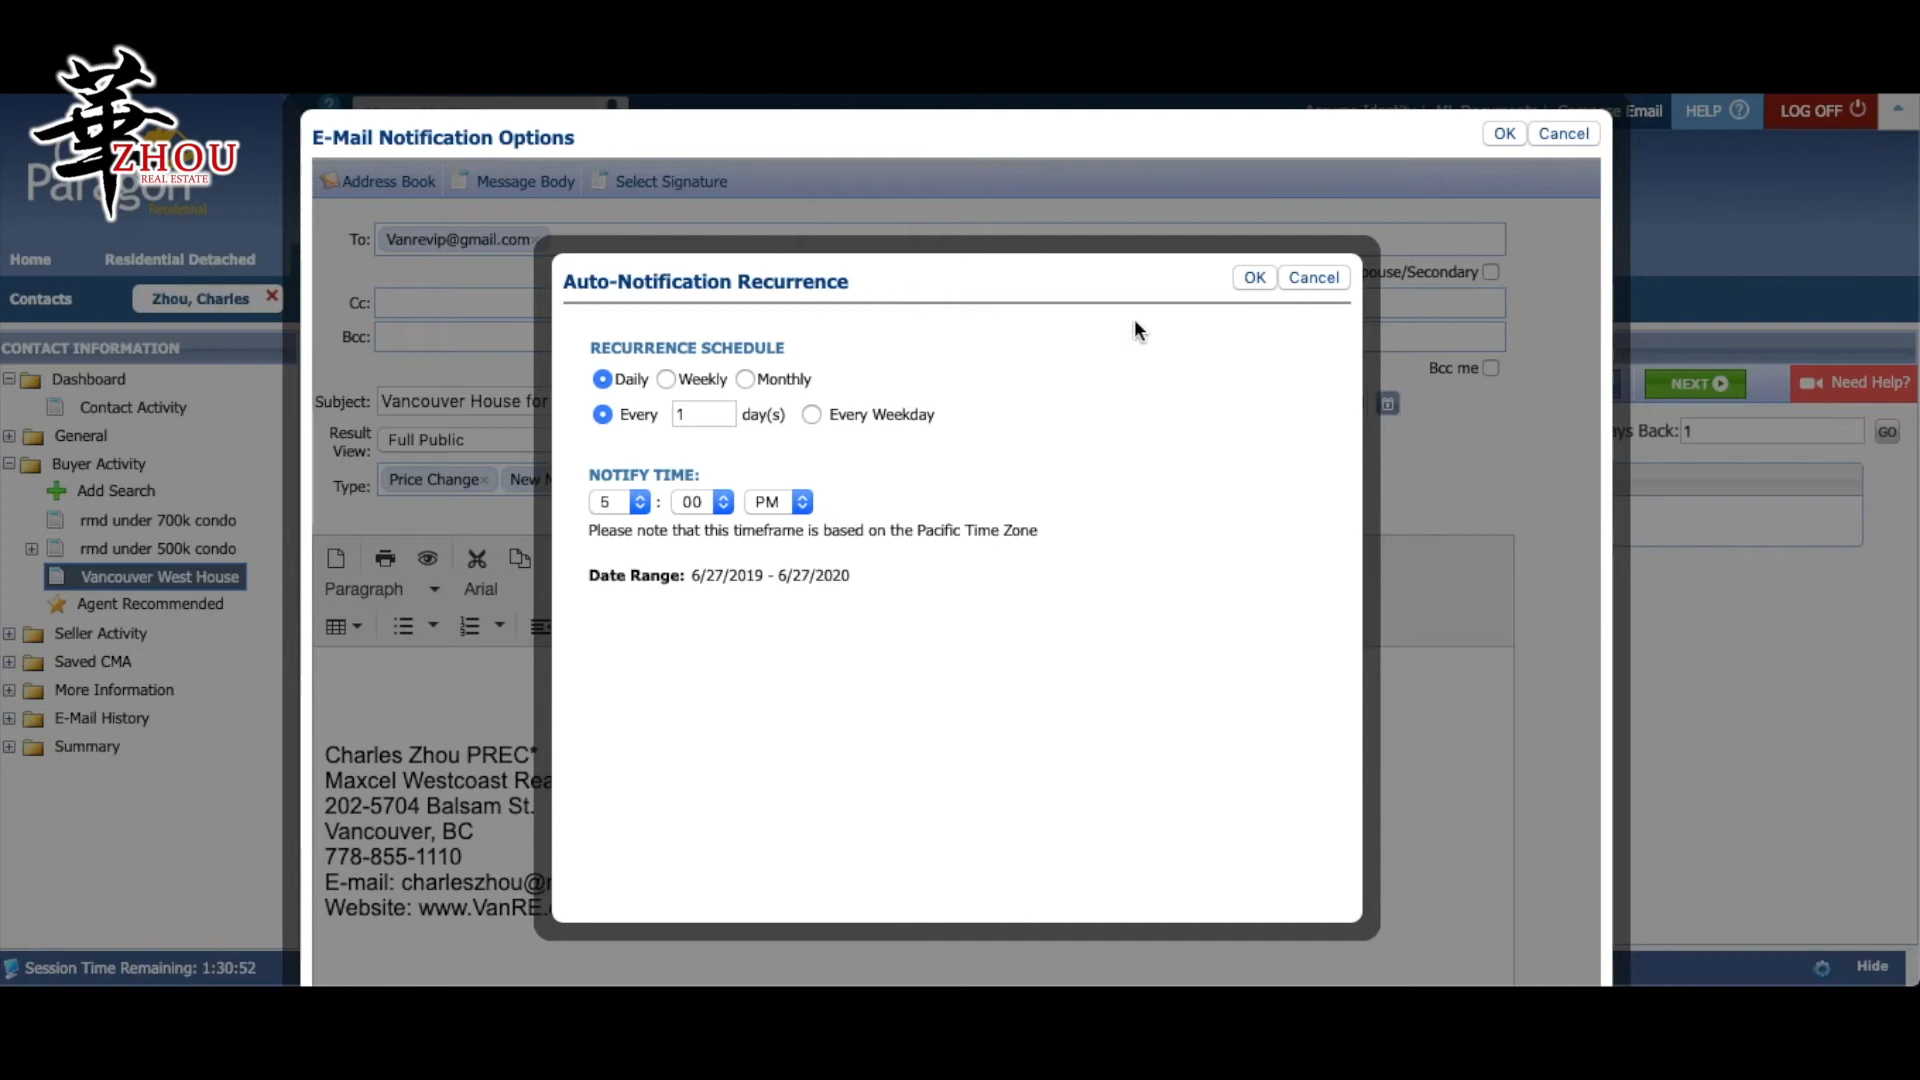 華
ZHOU
REAL ESTATE
Paragon
Residential
Email
HELP
LOG OFF
E-Mail Notification Options
OK
Cancel
Address Book
Message Body
Select Signature
Home
Residential Detached
To: Vanrevip@gmail.com
Contacts
Zhou, Charles
Cc:
Bcc:
ouse/Secondary
Bcc me
Auto-Notification Recurrence
OK
Cancel
RECURRENCE SCHEDULE
Daily Weekly Monthly
Every 1 day(s) Every Weekday
NOTIFY TIME:
5 : 00 PM
Please note that this timeframe is based on the Pacific Time Zone
Date Range: 6/27/2019 - 6/27/2020
CONTACT INFORMATION
Dashboard
Contact Activity
General
Buyer Activity
Add Search
rmd under 700k condo
rmd under 500k condo
Vancouver West House
Agent Recommended
Seller Activity
Saved CMA
More Information
E-Mail History
Summary
Subject: Vancouver House for
Result View: Full Public
Type: Price Change New
Paragraph Arial
Charles Zhou PREC*
Maxcel Westcoast Rea
202-5704 Balsam St.
Vancouver, BC
778-855-1110
E-mail: charleszhou@
Website: www.VanRE.
NEXT
Need Help?
ys Back: 1
GO
Session Time Remaining: 1:30:52
Hide